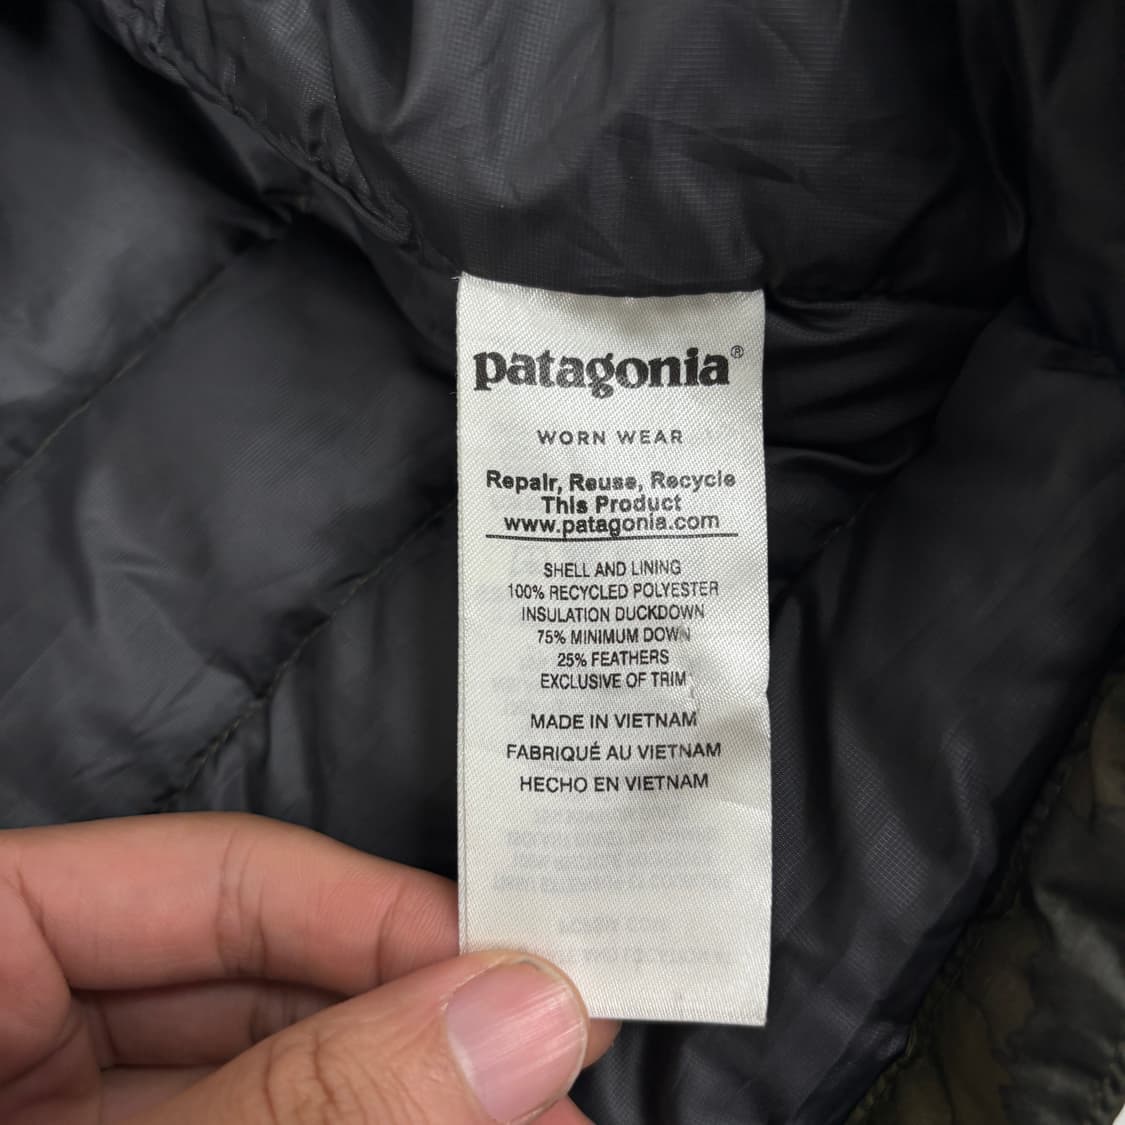 patagonia®
WORN WEAR
Repair, Reuse, Recycle
This Product
www.patagonia.com
SHELL AND LINING
100% RECYCLED POLYESTER
INSULATION DUCKDOWN
75% MINIMUM DOWN
25% FEATHERS
EXCLUSIVE OF TRIM
MADE IN VIETNAM
FABRIQUÉ AU VIETNAM
HECHO EN VIETNAM